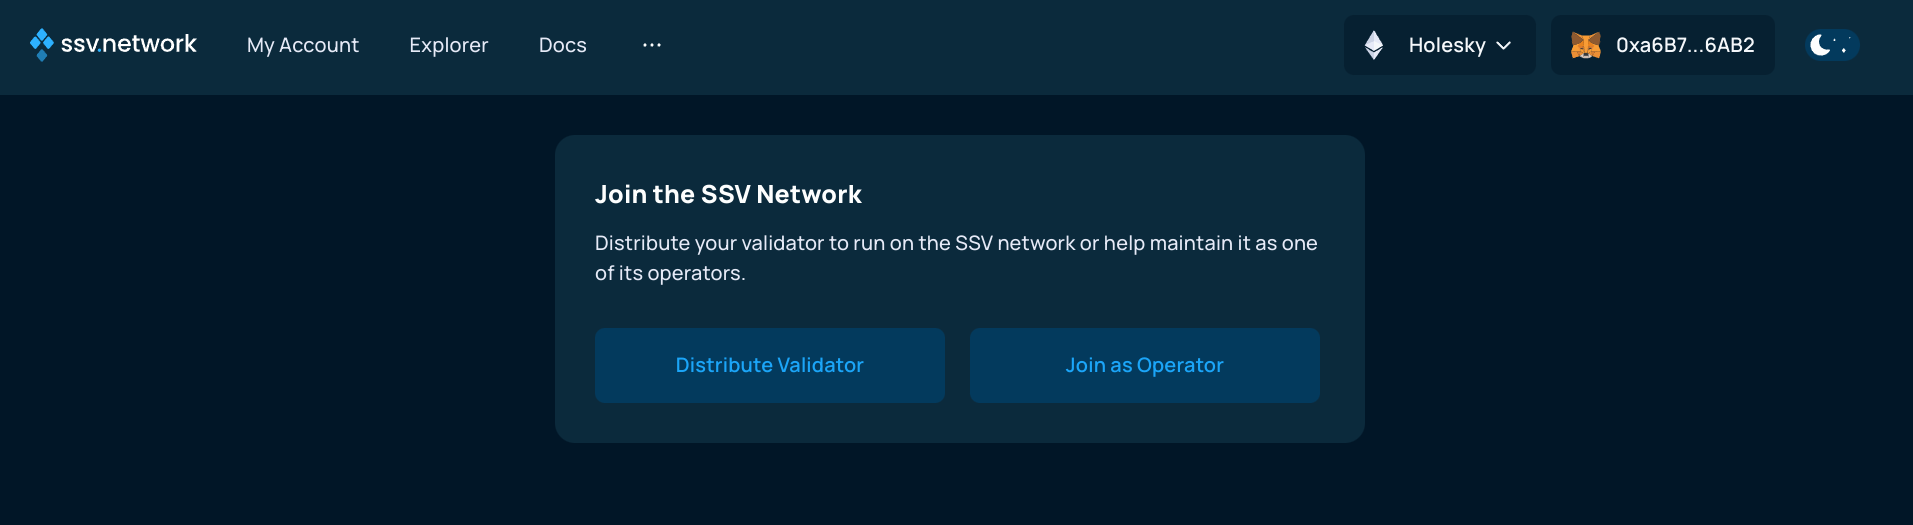 ssv.network
My Account
Explorer
Docs
...
Holesky
0xa6B7...6AB2
Join the SSV Network
Distribute your validator to run on the SSV network or help maintain it as one
of its operators.
Distribute Validator
Join as Operator